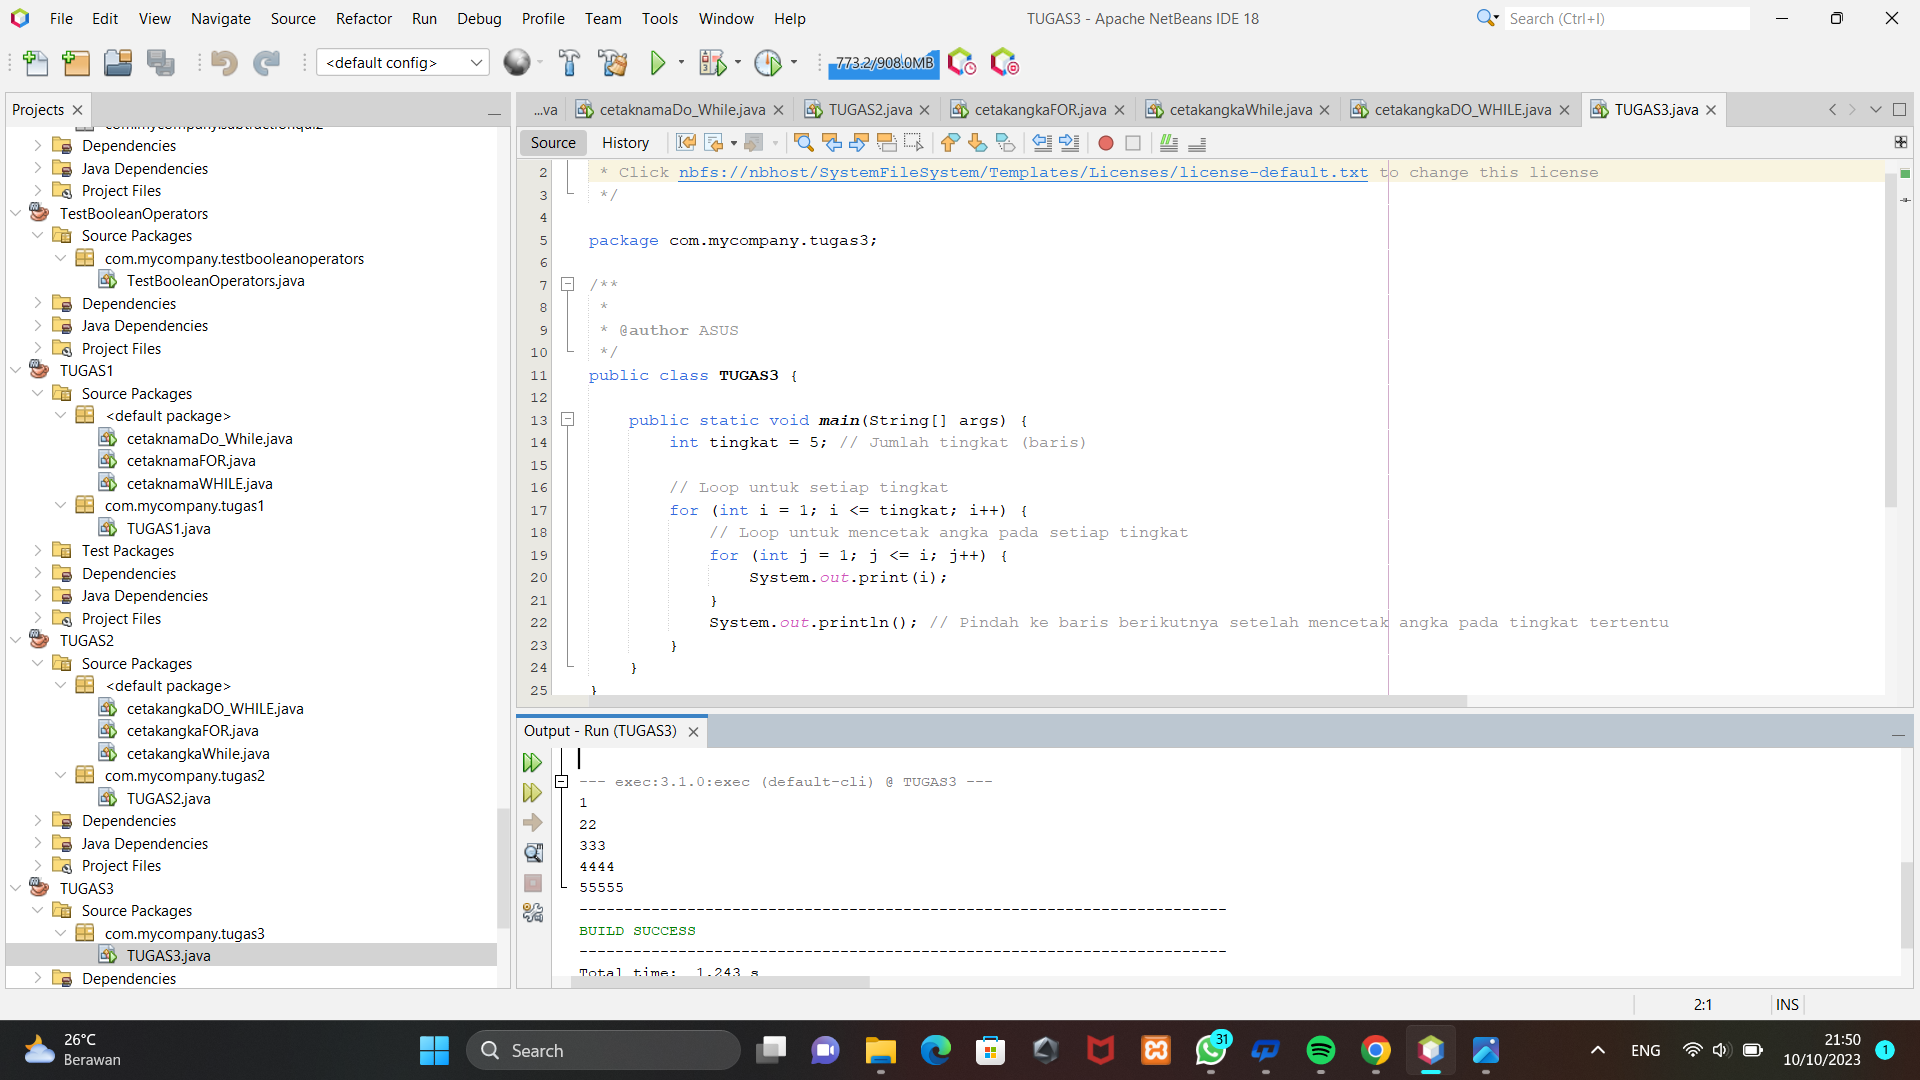 File Edit View Navigate Source Refactor Run Debug Profile Team Tools Window Help
TUGAS3 - Apache NetBeans IDE 18
Search (Ctrl+I)
<default config>
773.2/908.0MB
Projects
...va
cetaknamaDo_While.java
TUGAS2.java
cetakangkaFOR.java
cetakangkaWhile.java
cetakangkaDO_WHILE.java
TUGAS3.java
Dependencies
Java Dependencies
Project Files
TestBooleanOperators
Source Packages
com.mycompany.testbooleanoperators
TestBooleanOperators.java
Dependencies
Java Dependencies
Project Files
TUGAS1
Source Packages
<default package>
cetaknamaDo_While.java
cetaknamaFOR.java
cetaknamaWHILE.java
com.mycompany.tugas1
TUGAS1.java
Test Packages
Dependencies
Java Dependencies
Project Files
TUGAS2
Source Packages
<default package>
cetakangkaDO_WHILE.java
cetakangkaFOR.java
cetakangkaWhile.java
com.mycompany.tugas2
TUGAS2.java
Dependencies
Java Dependencies
Project Files
TUGAS3
Source Packages
com.mycompany.tugas3
TUGAS3.java
Dependencies
Source History
2 * Click nbfs://nbhost/SystemFileSystem/Templates/Licenses/license-default.txt to change this license
3 */
4
5 package com.mycompany.tugas3;
6
7 /**
8 *
9 * @author ASUS
10 */
11 public class TUGAS3 {
12
13 public static void main(String[] args) {
14 int tingkat = 5; // Jumlah tingkat (baris)
15
16 // Loop untuk setiap tingkat
17 for (int i = 1; i <= tingkat; i++) {
18 // Loop untuk mencetak angka pada setiap tingkat
19 for (int j = 1; j <= i; j++) {
20 System.out.print(i);
21 }
22 System.out.println(); // Pindah ke baris berikutnya setelah mencetak angka pada tingkat tertentu
23 }
24 }
25 }
Output - Run (TUGAS3)
--- exec:3.1.0:exec (default-cli) @ TUGAS3 ---
1
22
333
4444
55555
------------------------------------------------------------------------
BUILD SUCCESS
------------------------------------------------------------------------
Total time:  1.243 s
2:1 INS
26°C
Berawan
Search
31
ENG
21:50
10/10/2023
1